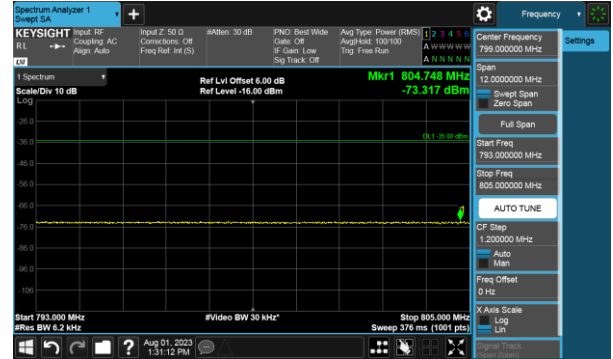 Spectrum Analyzer 1
Swept SA
Frequency
KEYSIGHT
RL
LXI
Input: RF
Coupling: AC
Align: Auto
Input Z: 50 Ω
Corrections: Off
Freq Ref: Int (S)
#Atten: 30 dB
PNO: Best Wide
Gate: Off
IF Gain: Low
Sig Track: Off
Avg Type: Power (RMS)
Avg|Hold: 100/100
Trig: Free Run
1 2 3 4 5 6
A W W W W W
A N N N N N
1 Spectrum
Scale/Div 10 dB
Log
Ref Lvl Offset 6.00 dB
Ref Level -16.00 dBm
Mkr1 804.748 MHz
-73.317 dBm
DL1 -35.00 dBm
-26.0
-36.0
-46.0
-56.0
-66.0
-76.0
-86.0
-96.0
-106
Start 793.000 MHz
#Res BW 6.2 kHz
#Video BW 30 kHz*
Stop 805.000 MHz
Sweep 376 ms (1001 pts)
Aug 01, 2023
1:31:12 PM
Center Frequency
799.000000 MHz
Settings
Span
12.0000000 MHz
Swept Span
Zero Span
Full Span
Start Freq
793.000000 MHz
Stop Freq
805.000000 MHz
AUTO TUNE
CF Step
1.200000 MHz
Auto
Man
Freq Offset
0 Hz
X Axis Scale
Log
Lin
Signal Track
(Span Zoom)